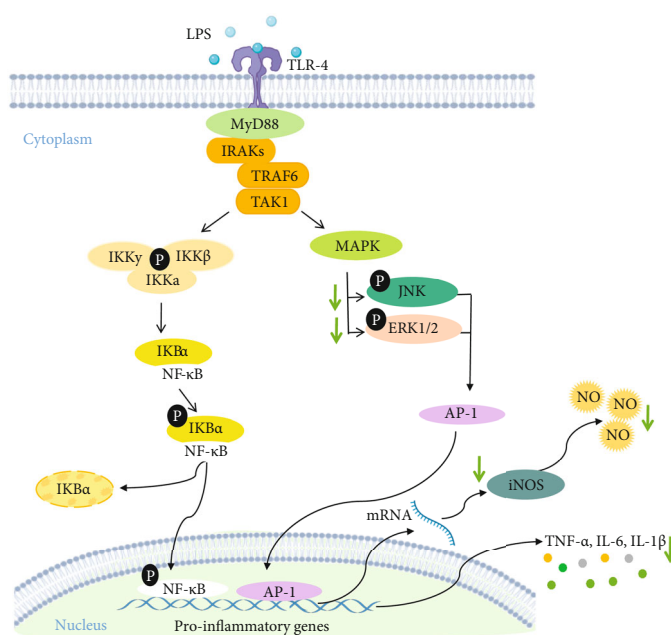 LPS
TLR-4
MyD88
Cytoplasm
IRAKs
TRAF6
TAK1
MAPK
IKKy
P
IKKβ
IKKa
P
JNK
P
ERK1/2
IKBα
NF-κB
P
IKBα
NF-κB
AP-1
NO
NO
NO
IKBα
iNOS
mRNA
TNF-α, IL-6, IL-1β
P
NF-κB
AP-1
Nucleus
Pro-inflammatory genes